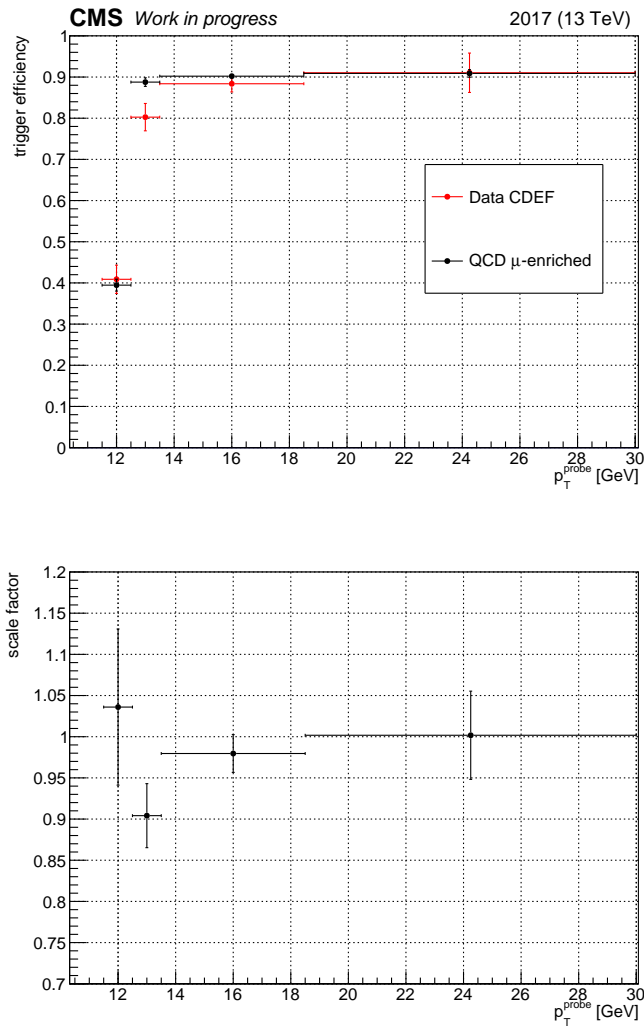 CMS Work in progress 2017 (13 TeV)
trigger efficiency
1
0.9
0.8
0.7
0.6
0.5
0.4
0.3
0.2
0.1
0
Data CDEF
QCD μ-enriched
12 14 16 18 20 22 24 26 28 30
p_T^probe [GeV]
scale factor
1.2
1.15
1.1
1.05
1
0.95
0.9
0.85
0.8
0.75
0.7
12 14 16 18 20 22 24 26 28 30
p_T^probe [GeV]